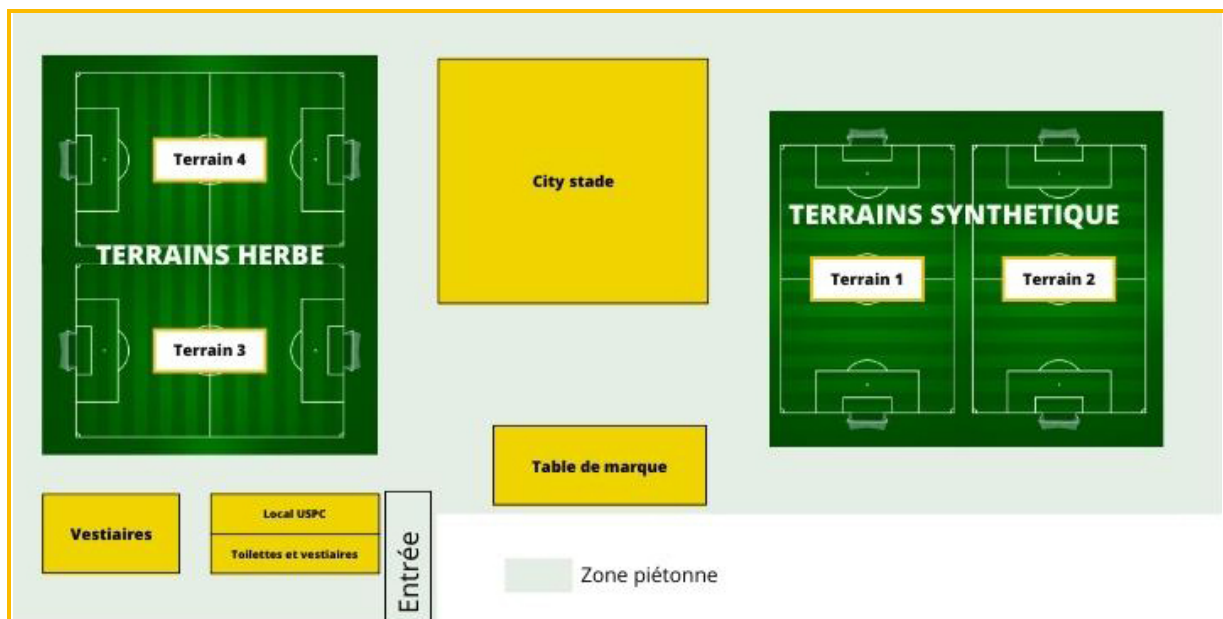 Terrain 4
TERRAINS HERBE
Terrain 3
City stade
TERRAINS SYNTHETIQUE
Terrain 1
Terrain 2
Table de marque
Vestiaires
Local USPC
Toilettes et vestiaires
Entrée
Zone piétonne